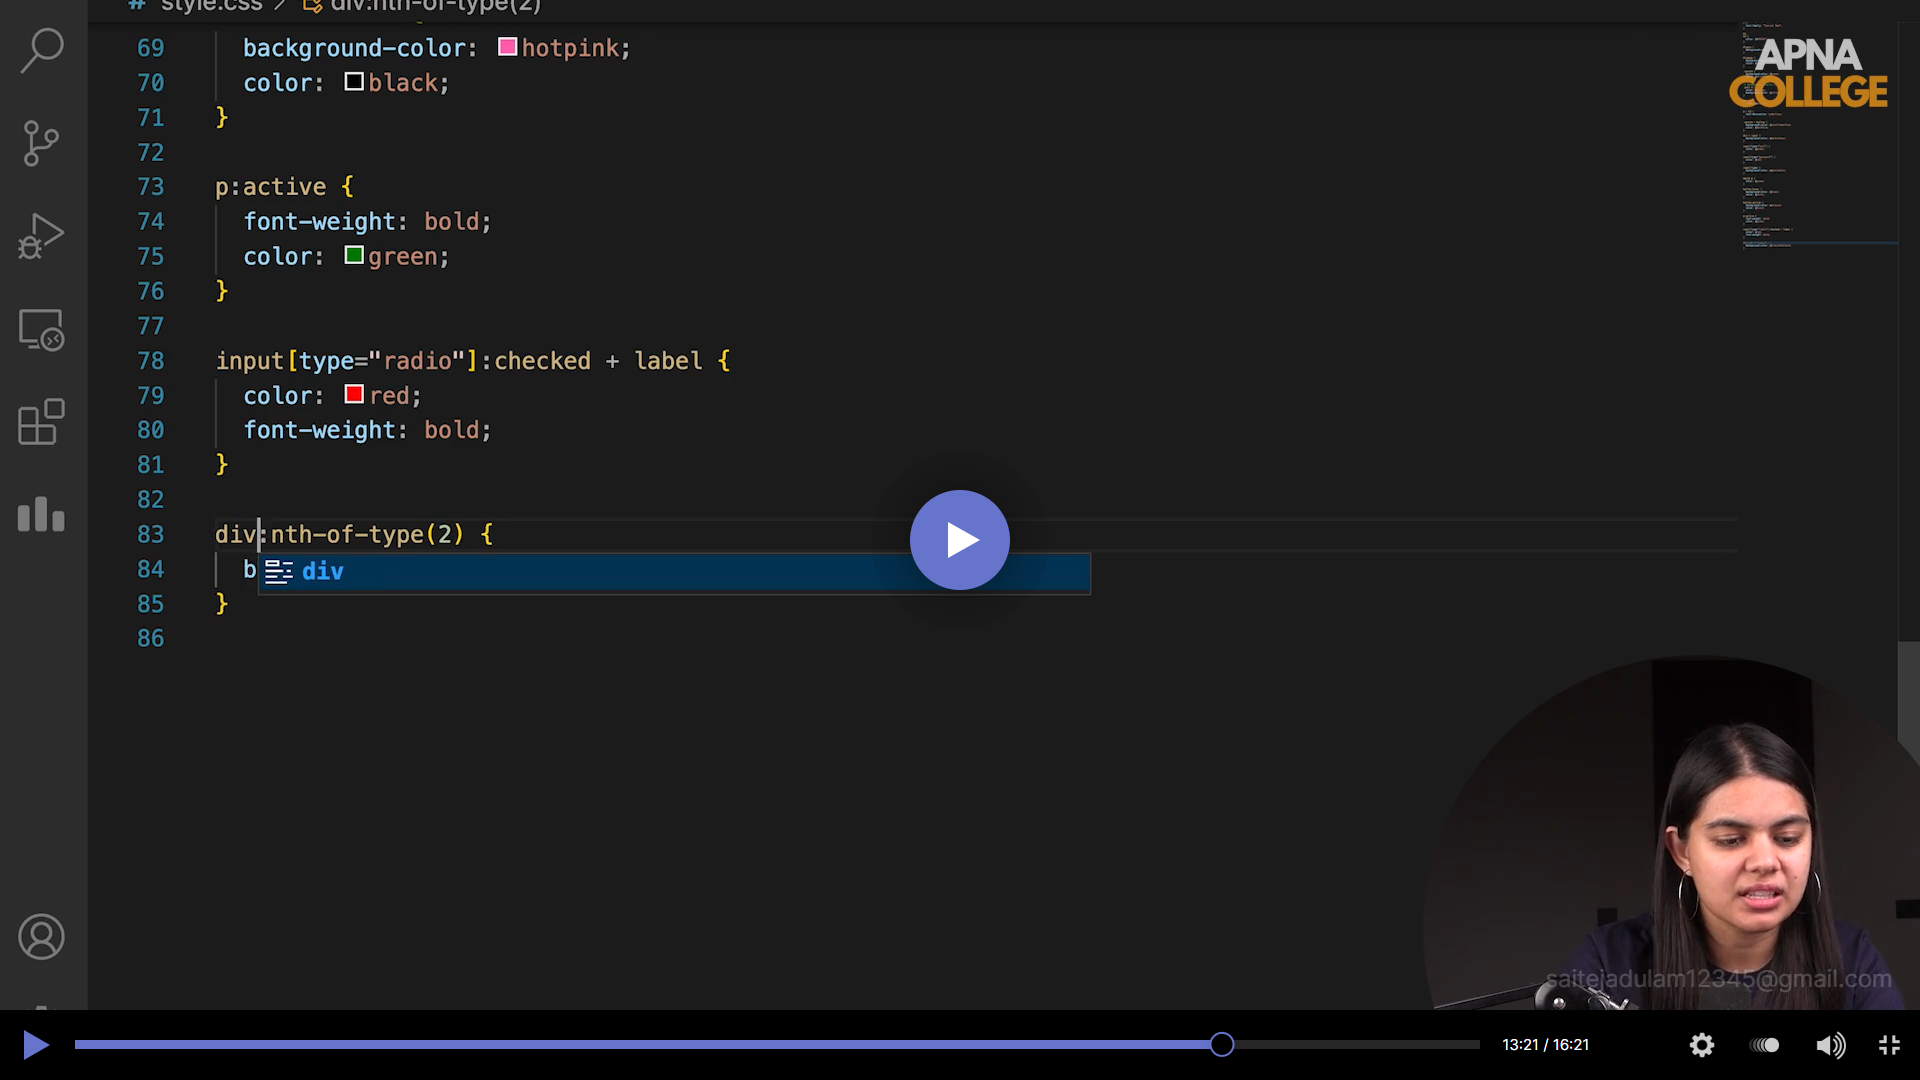 # style.css > div:nth-of-type(2)
APNA
COLLEGE
69 background-color: hotpink;
70 color: black;
71 }
72
73 p:active {
74 font-weight: bold;
75 color: green;
76 }
77
78 input[type="radio"]:checked + label {
79 color: red;
80 font-weight: bold;
81 }
82
83 div:nth-of-type(2) {
84 b
div
85 }
86
saitejadulam12345@gmail.com
13:21 / 16:21